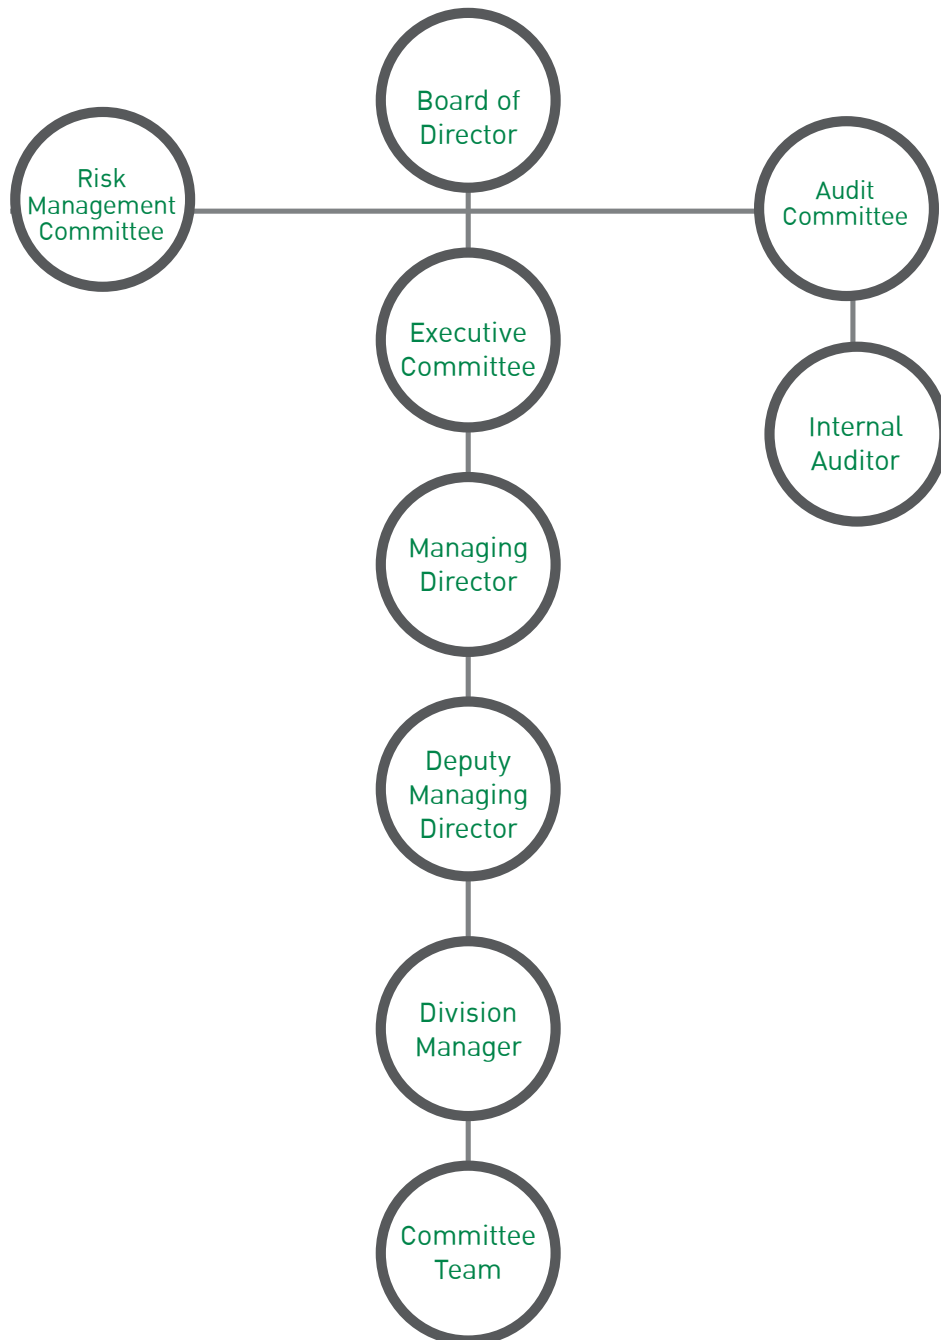 Board of
Director
Risk
Management
Committee
Audit
Committee
Executive
Committee
Internal
Auditor
Managing
Director
Deputy
Managing
Director
Division
Manager
Committee
Team